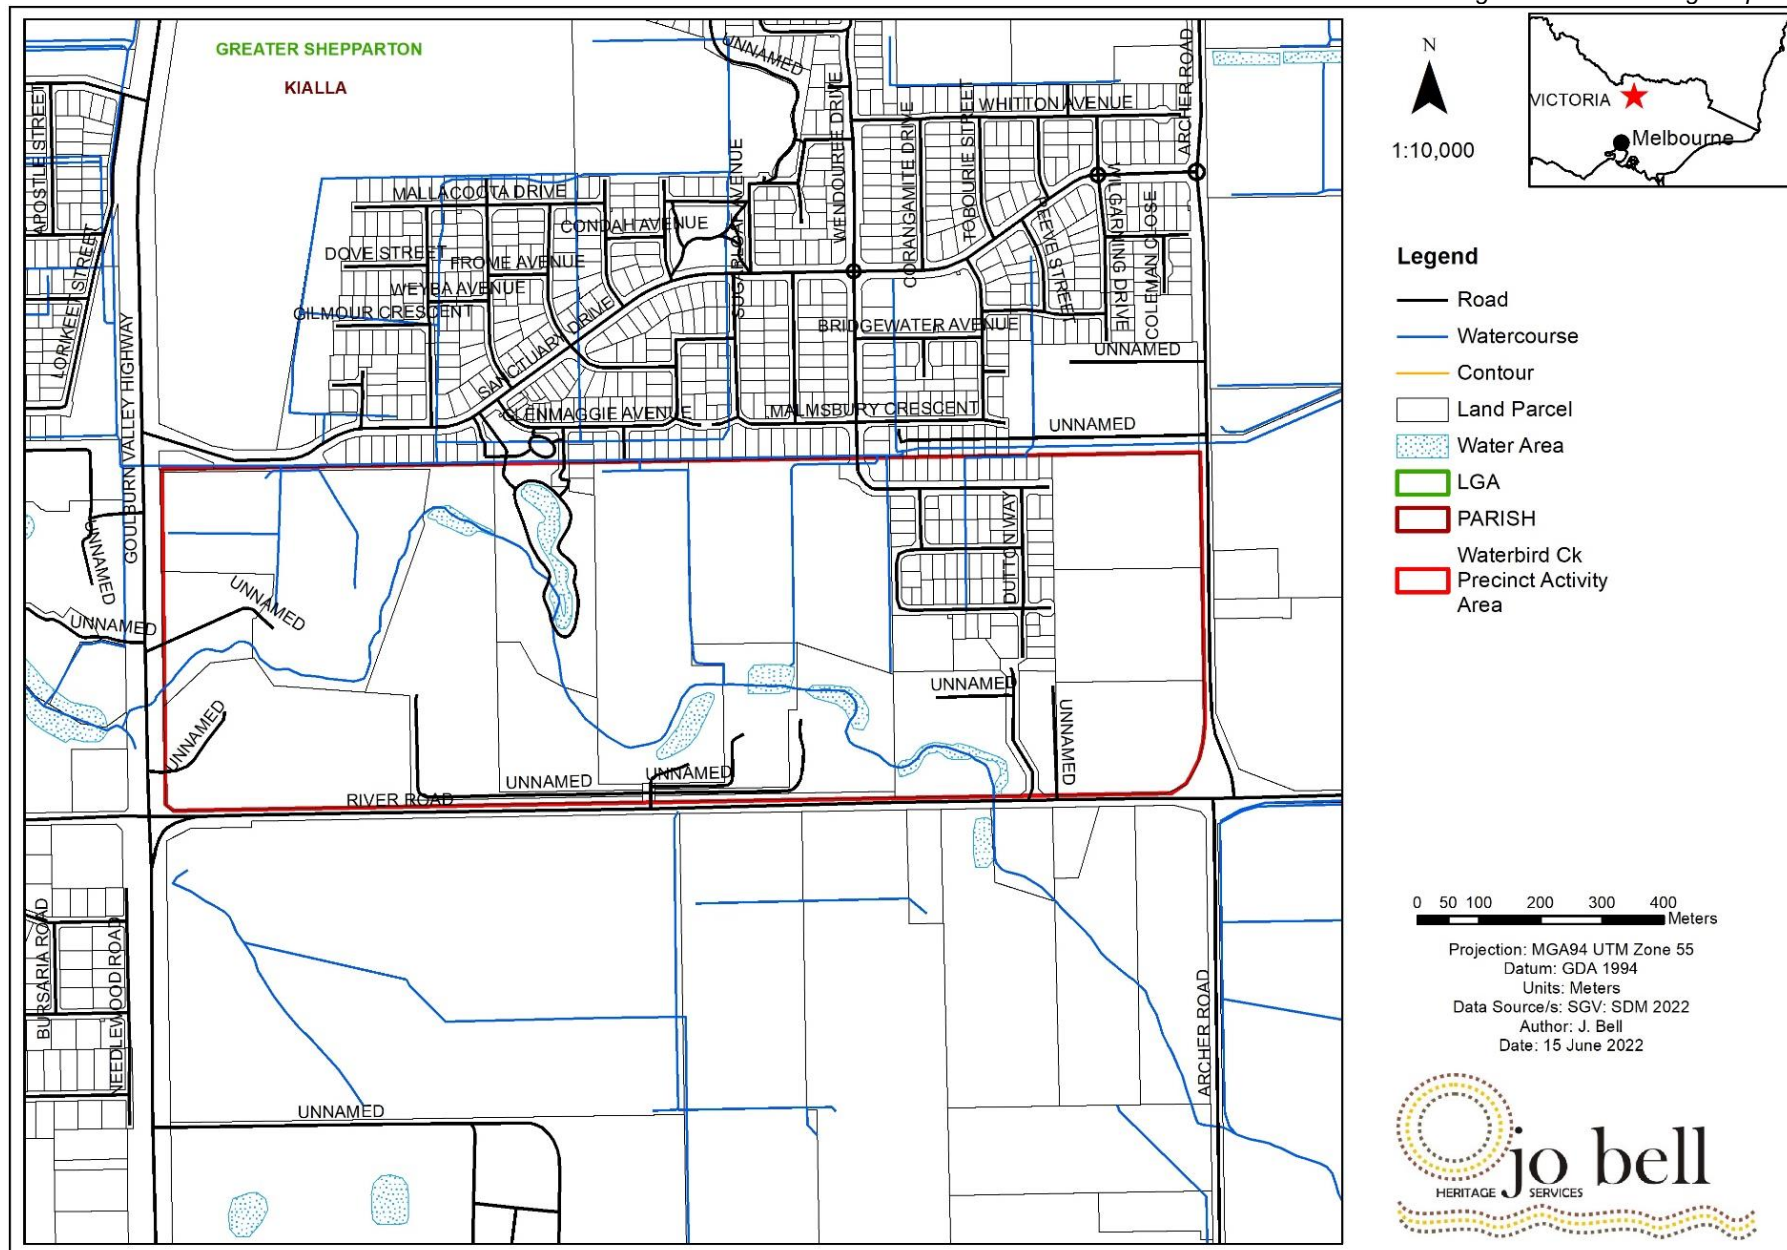 GREATER SHEPPARTON
KIALLA
UNNAMED
APOSTLE STREET
LORIKEET STREET
GOULBURN VALLEY HIGHWAY
MALLACOOTA DRIVE
CONDAH AVENUE
DOVE STREET
FROME AVENUE
WEYBA AVENUE
GILMOUR CRESCENT
SANCTUARY DRIVE
SUGARLOAF AVENUE
WENDOUREE DRIVE
CORANGAMITE DRIVE
TOBOURIE STREET
WHITTON AVENUE
ARCHER ROAD
REEVE STREET
WILGARNING DRIVE
COLEMAN CLOSE
BRIDGEWATER AVENUE
UNNAMED
GLENMAGGIE AVENUE
MALMSBURY CRESCENT
UNNAMED
UNNAMED
UNNAMED
UNNAMED
DUTTON WAY
UNNAMED
UNNAMED
UNNAMED
UNNAMED
UNNAMED
RIVER ROAD
BURSARIA ROAD
NEEDLEWOOD ROAD
ARCHER ROAD
UNNAMED
N
1:10,000
VICTORIA
Melbourne
Legend
Road
Watercourse
Contour
Land Parcel
Water Area
LGA
PARISH
Waterbird Ck
Precinct Activity
Area
0 50 100 200 300 400
Meters
Projection: MGA94 UTM Zone 55
Datum: GDA 1994
Units: Meters
Data Source/s: SGV: SDM 2022
Author: J. Bell
Date: 15 June 2022
jo bell
HERITAGE SERVICES